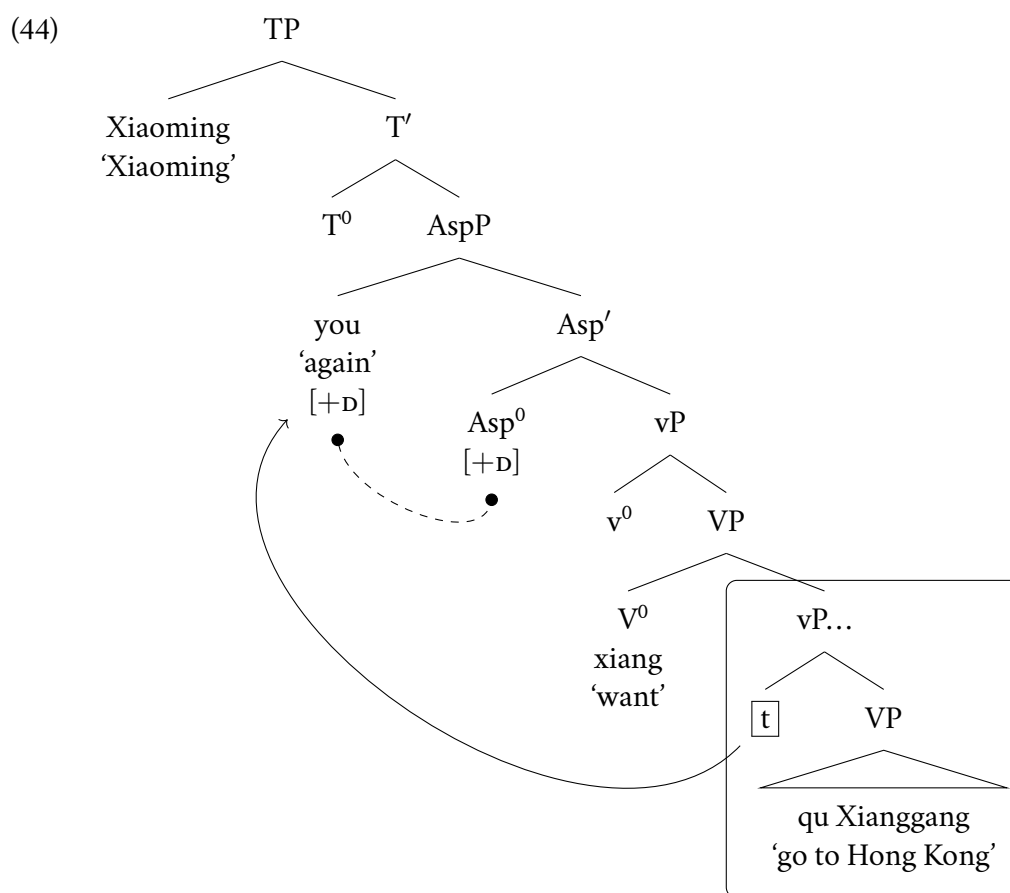 (44)
TP
Xiaoming T′
‘Xiaoming’
T⁰ AspP
you Asp′
‘again’
[+ᴅ]
Asp⁰ vP
[+ᴅ]
v⁰ VP
V⁰ vP…
xiang
‘want’
t VP
qu Xianggang
‘go to Hong Kong’